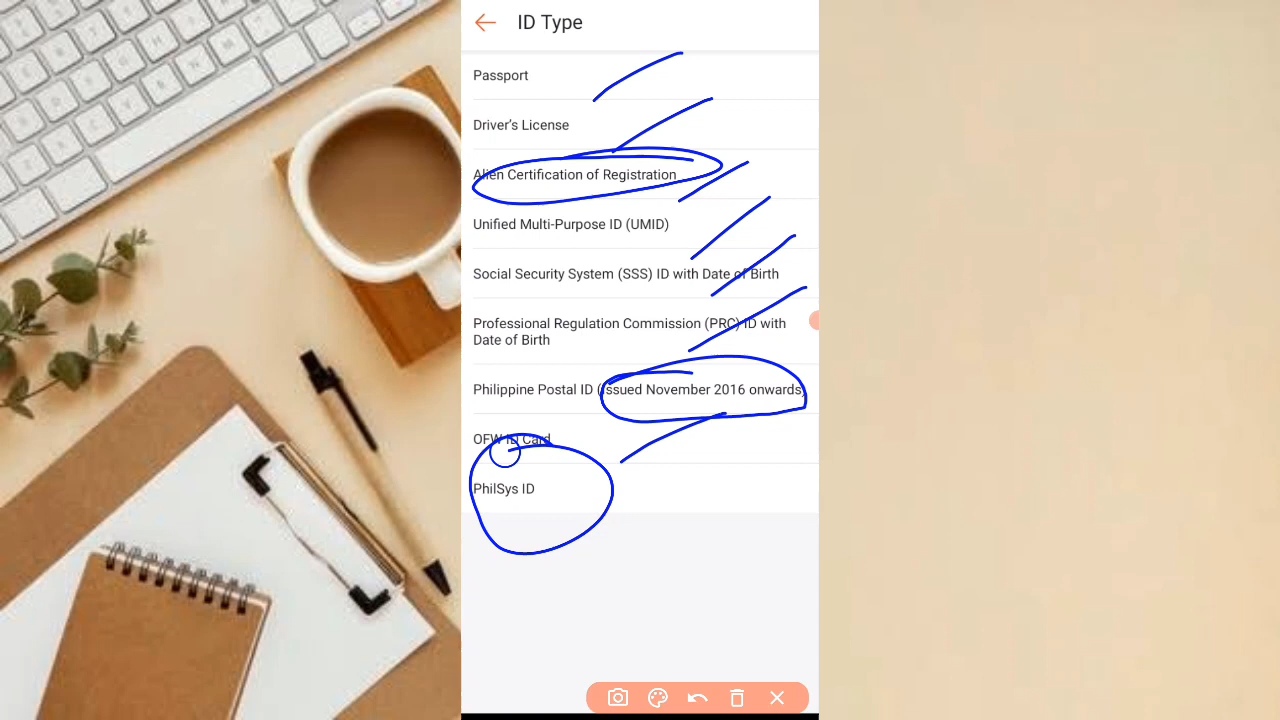 ID Type
Passport
Driver's License
Alien Certification of Registration
Unified Multi-Purpose ID (UMID)
Social Security System (SSS) ID with Date of Birth
Professional Regulation Commission (PRC) ID with
Date of Birth
Philippine Postal ID (Issued November 2016 onwards)
OFW ID Card
PhilSys ID